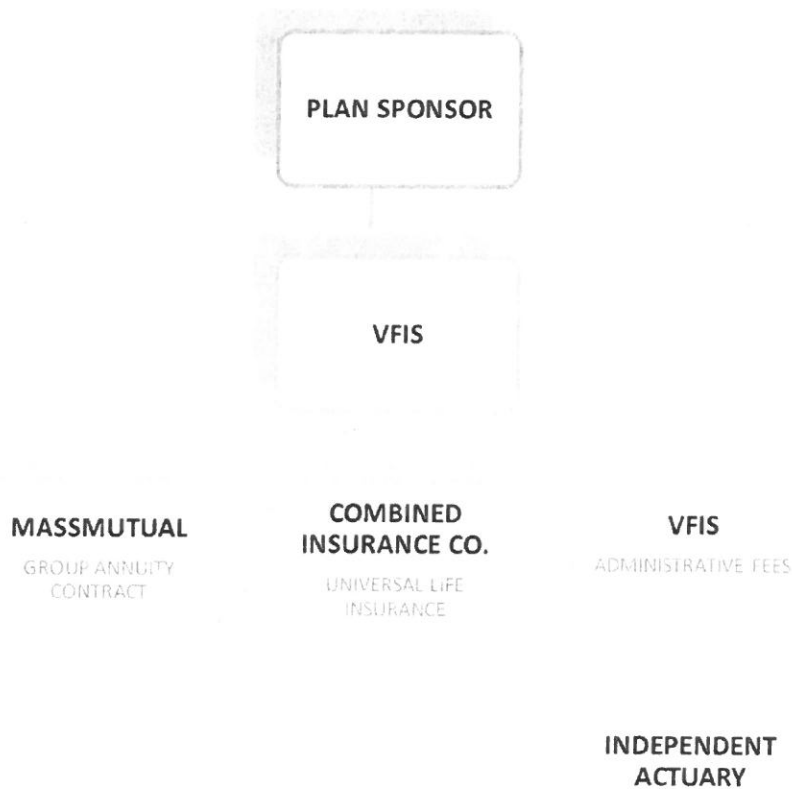 PLAN SPONSOR
VFIS
MASSMUTUAL
GROUP ANNUITY
CONTRACT
COMBINED
INSURANCE CO.
UNIVERSAL LIFE
INSURANCE
VFIS
ADMINISTRATIVE FEES
INDEPENDENT
ACTUARY